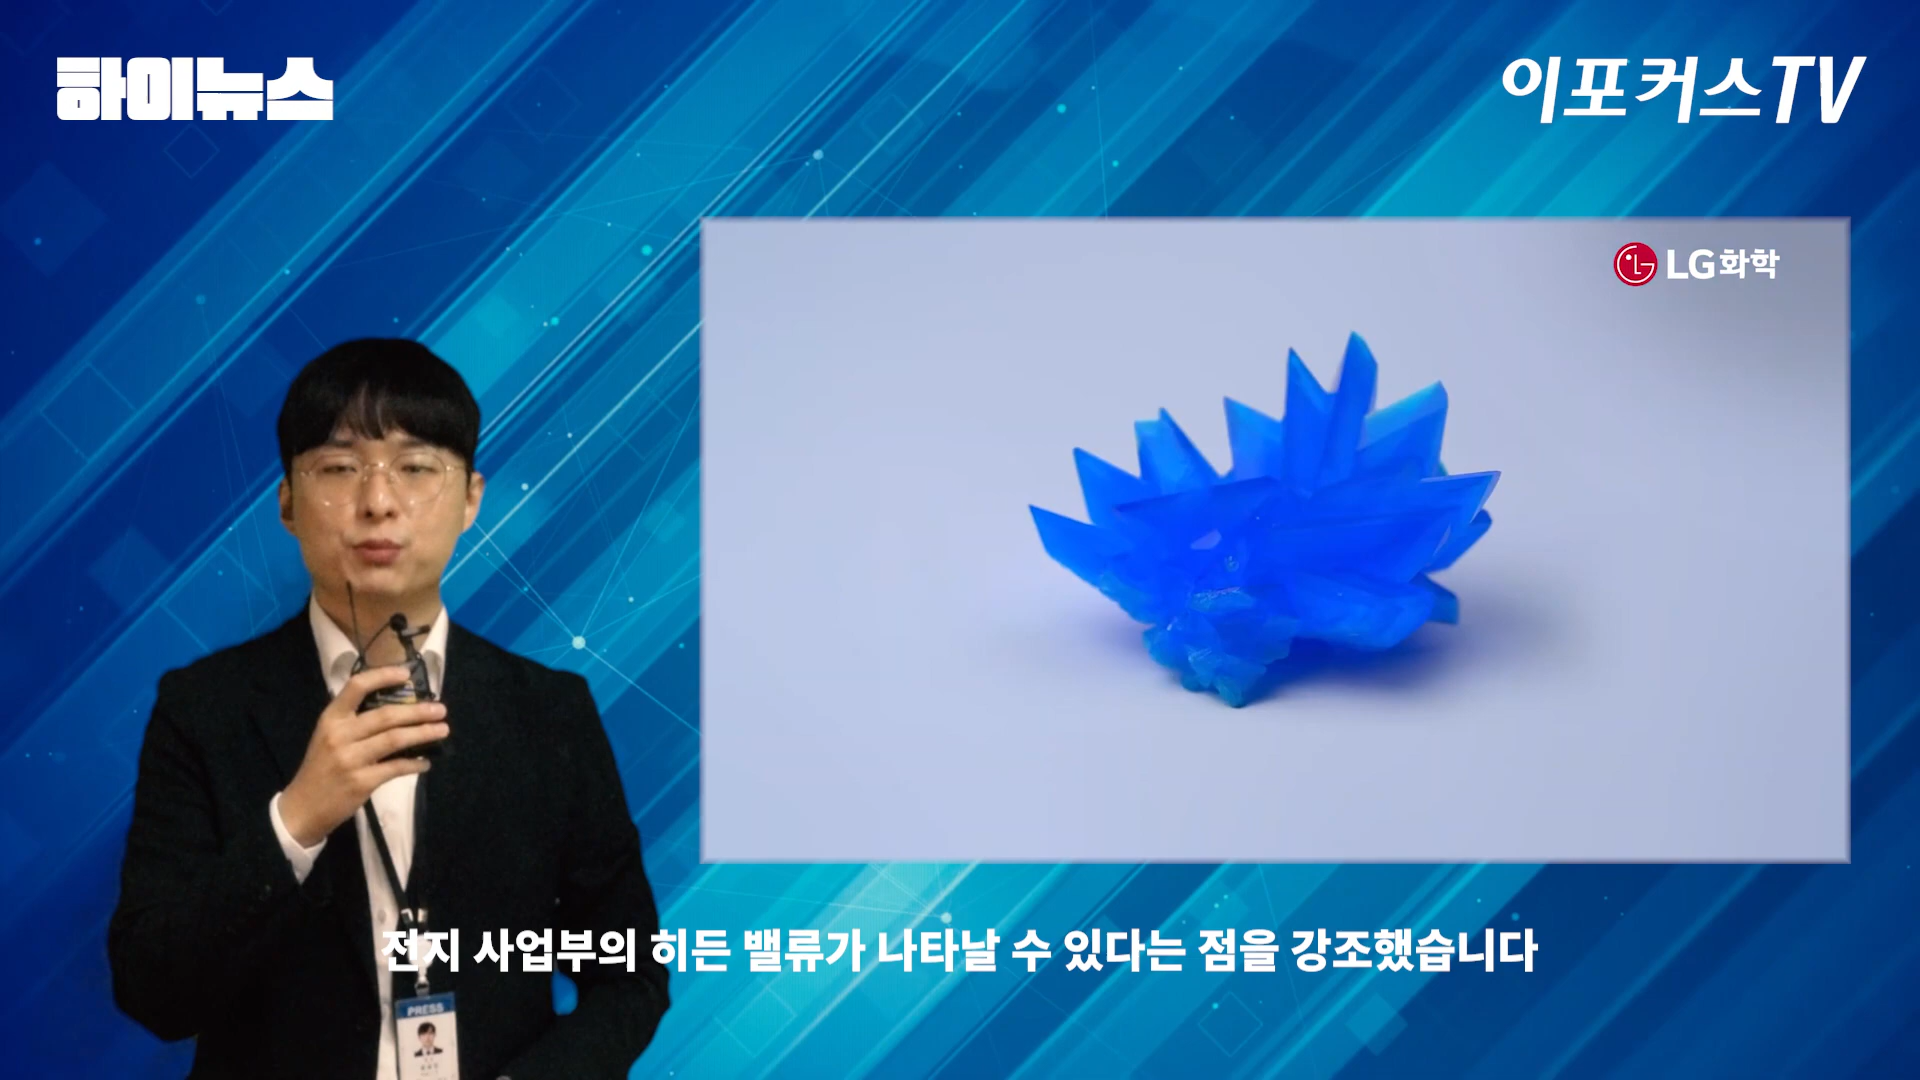 하이뉴스
이포커스TV
LG화학
전지 사업부의 히든 밸류가 나타날 수 있다는 점을 강조했습니다
PRESS